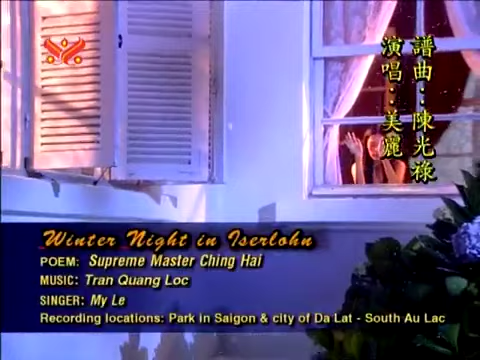 譜曲：陳光祿
演唱：美麗
Winter Night in Iserlohn
POEM: Supreme Master Ching Hai
MUSIC: Tran Quang Loc
SINGER: My Le
Recording locations: Park in Saigon & city of Da Lat - South Au Lac